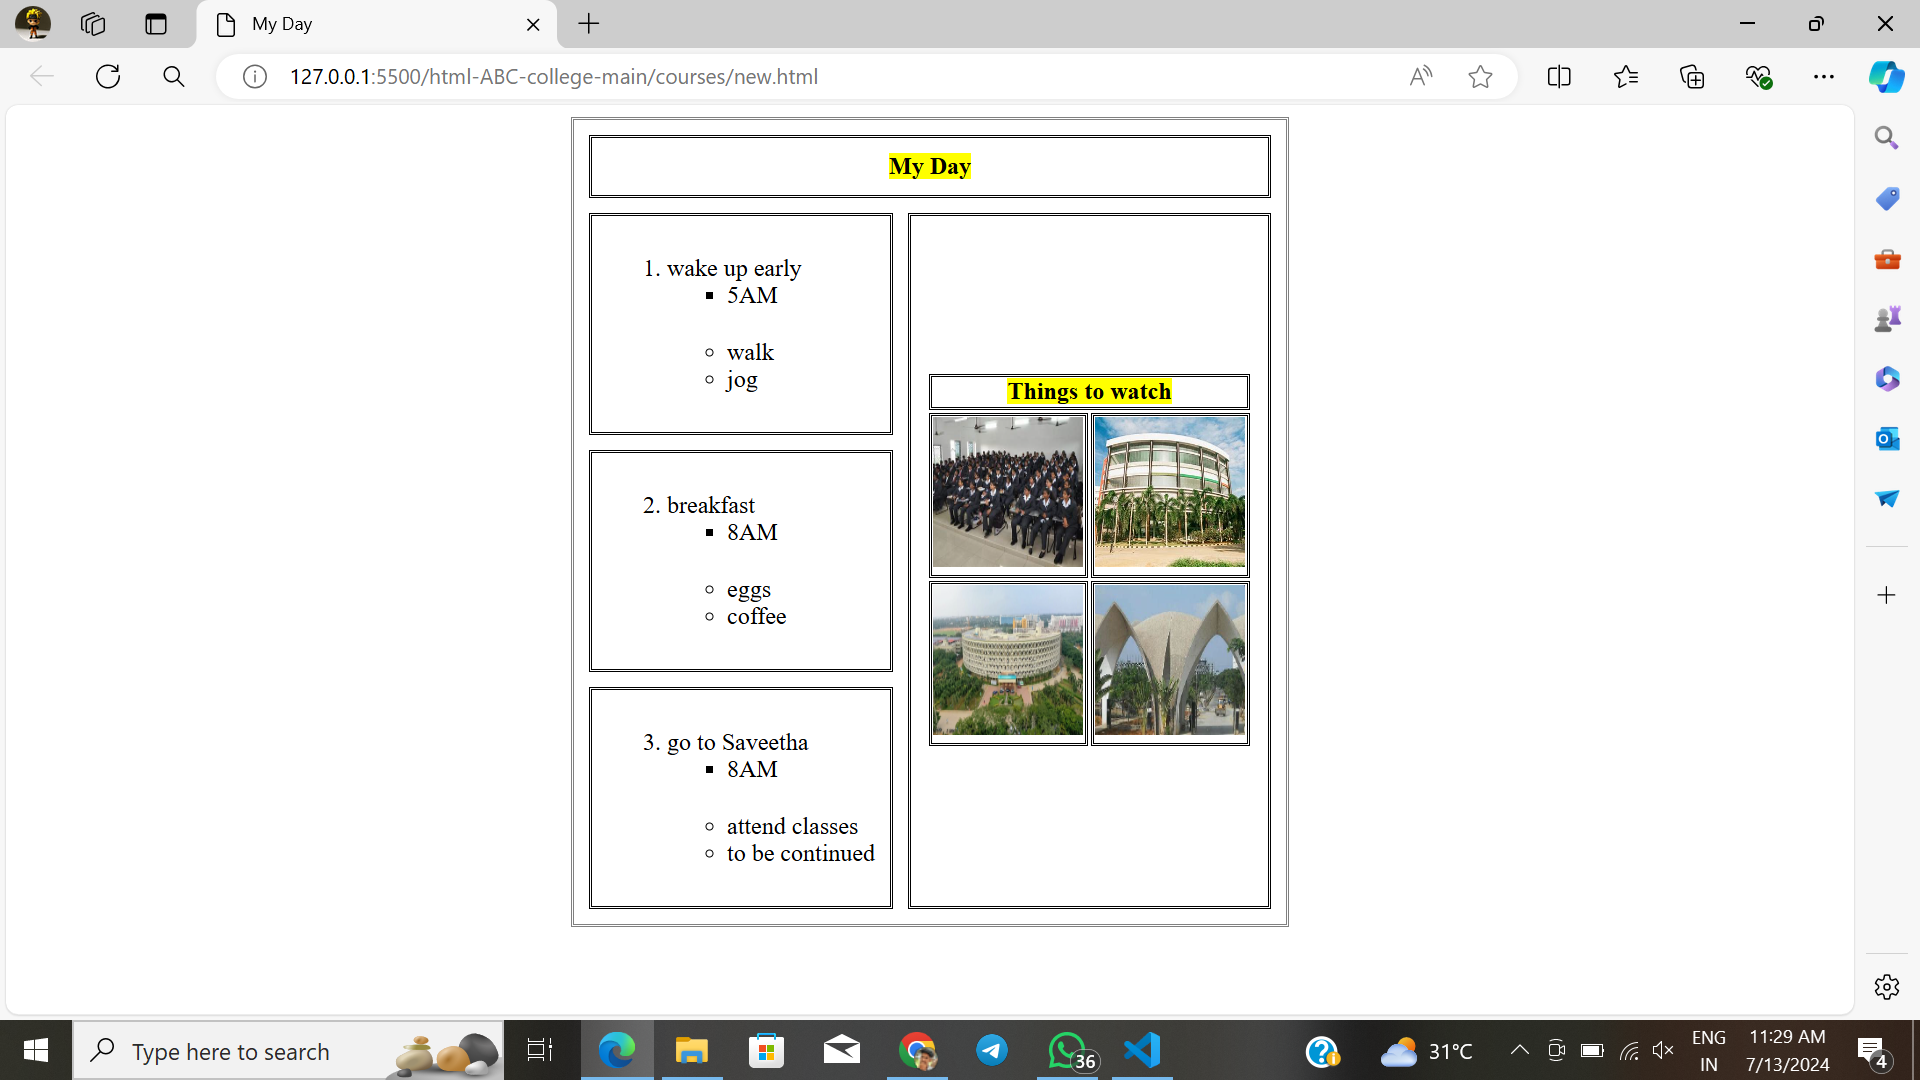 My Day
127.0.0.1:5500/html-ABC-college-main/courses/new.html
My Day
1. wake up early
5AM
walk
jog
2. breakfast
8AM
eggs
coffee
3. go to Saveetha
8AM
attend classes
to be continued
Things to watch
Type here to search
36
31°C
ENG
IN
11:29 AM
7/13/2024
4